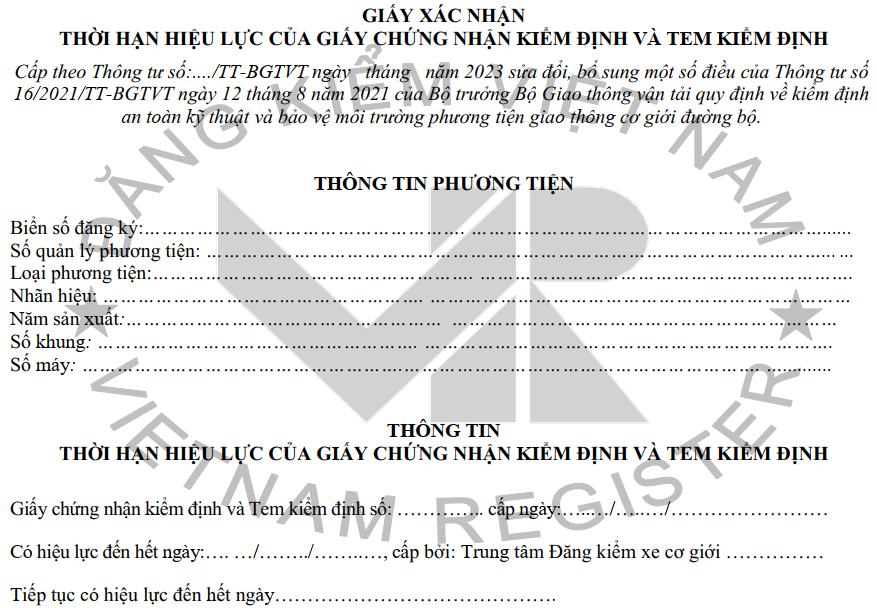 GIẤY XÁC NHẬN
THỜI HẠN HIỆU LỰC CỦA GIẤY CHỨNG NHẬN KIỂM ĐỊNH VÀ TEM KIỂM ĐỊNH
Cấp theo Thông tư số:..../TT-BGTVT ngày tháng năm 2023 sửa đổi, bổ sung một số điều của Thông tư số
16/2021/TT-BGTVT ngày 12 tháng 8 năm 2021 của Bộ trưởng Bộ Giao thông vận tải quy định về kiểm định
an toàn kỹ thuật và bảo vệ môi trường phương tiện giao thông cơ giới đường bộ.
ĐĂNG KIỂM VIỆT NAM
THÔNG TIN PHƯƠNG TIỆN
Biển số đăng ký:………………………………………………………………………
Số quản lý phương tiện: ………………………………………………………………
Loại phương tiện:……………………………………………………………………
Nhãn hiệu: ……………………………………………………………………………
Năm sản xuất:…………………………………………………………………………
Số khung: ……………………………………………………………………………
Số máy: ………………………………………………………………………………
VR
VIETNAM REGISTER
THÔNG TIN
THỜI HẠN HIỆU LỰC CỦA GIẤY CHỨNG NHẬN KIỂM ĐỊNH VÀ TEM KIỂM ĐỊNH
Giấy chứng nhận kiểm định và Tem kiểm định số: ………….. cấp ngày:…..…/…..…/……………………
Có hiệu lực đến hết ngày:…. …/……../……..…, cấp bởi: Trung tâm Đăng kiểm xe cơ giới ……………
Tiếp tục có hiệu lực đến hết ngày…………………………………….